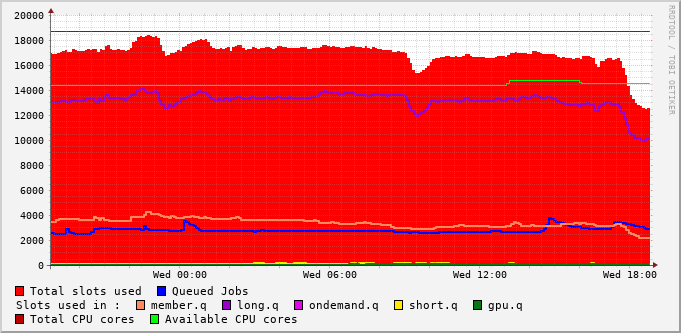 20000
18000
16000
14000
12000
10000
8000
6000
4000
2000
0
Wed 00:00 Wed 06:00 Wed 12:00 Wed 18:00
Total slots used Queued Jobs
Slots used in : member.q long.q ondemand.q short.q gpu.q
Total CPU cores Available CPU cores
RRDTOOL / TOBI OETIKER